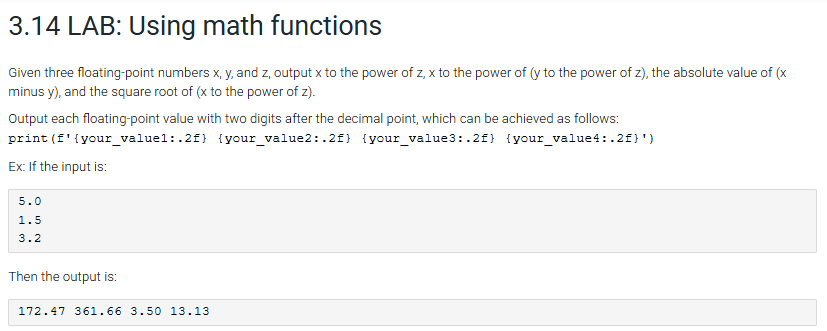 3.14 LAB: Using math functions
Given three floating-point numbers x, y, and z, output x to the power of z, x to the power of (y to the power of z), the absolute value of (x
minus y), and the square root of (x to the power of z).
Output each floating-point value with two digits after the decimal point, which can be achieved as follows:
print(f'{your_value1:.2f} {your_value2:.2f} {your_value3:.2f} {your_value4:.2f}')
Ex: If the input is:
5.0
1.5
3.2
Then the output is:
172.47 361.66 3.50 13.13